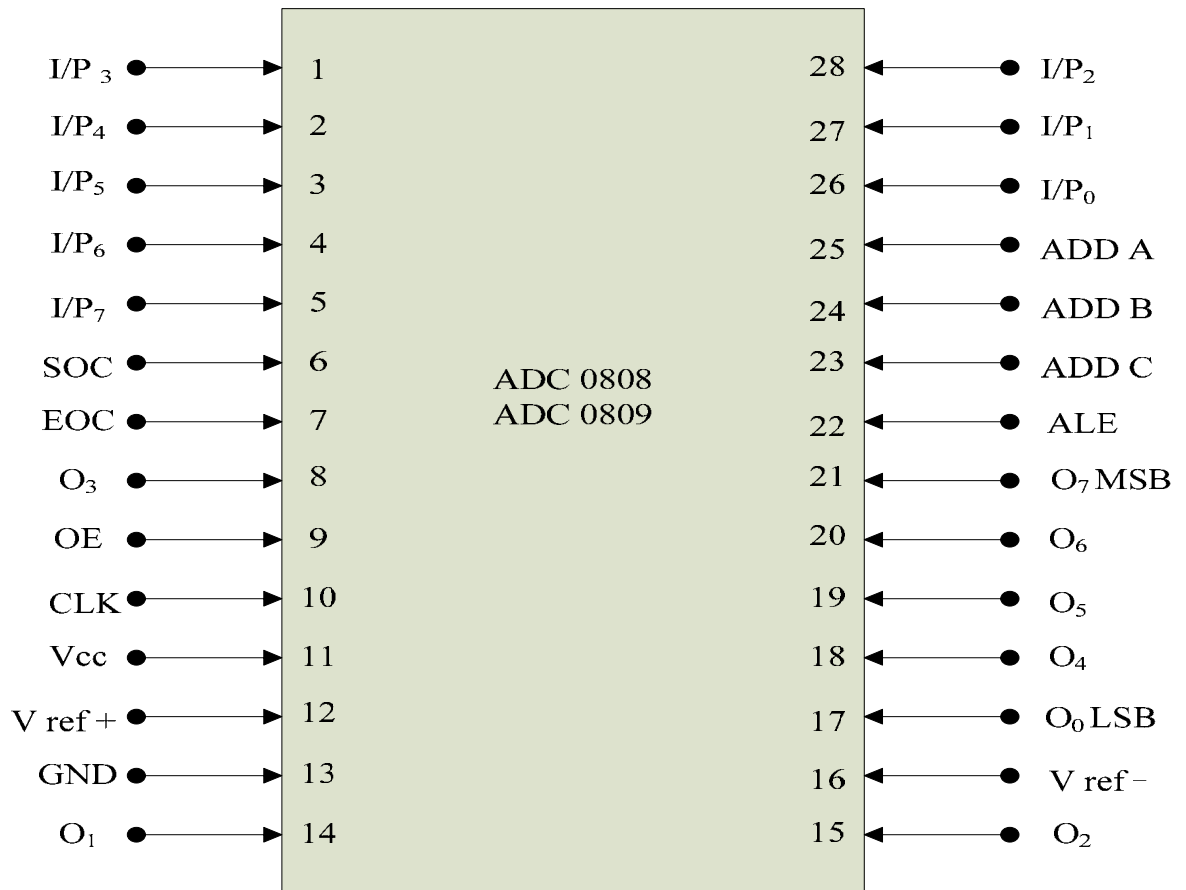 I/P ₃ 1 28 I/P₂
I/P₄ 2 27 I/P₁
I/P₅ 3 26 I/P₀
I/P₆ 4 25 ADD A
I/P₇ 5 24 ADD B
SOC 6 23 ADD C
ADC 0808
EOC 7 22 ALE
ADC 0809
O₃ 8 21 O₇ MSB
OE 9 20 O₆
CLK 10 19 O₅
Vcc 11 18 O₄
V ref + 12 17 O₀ LSB
GND 13 16 V ref -
O₁ 14 15 O₂